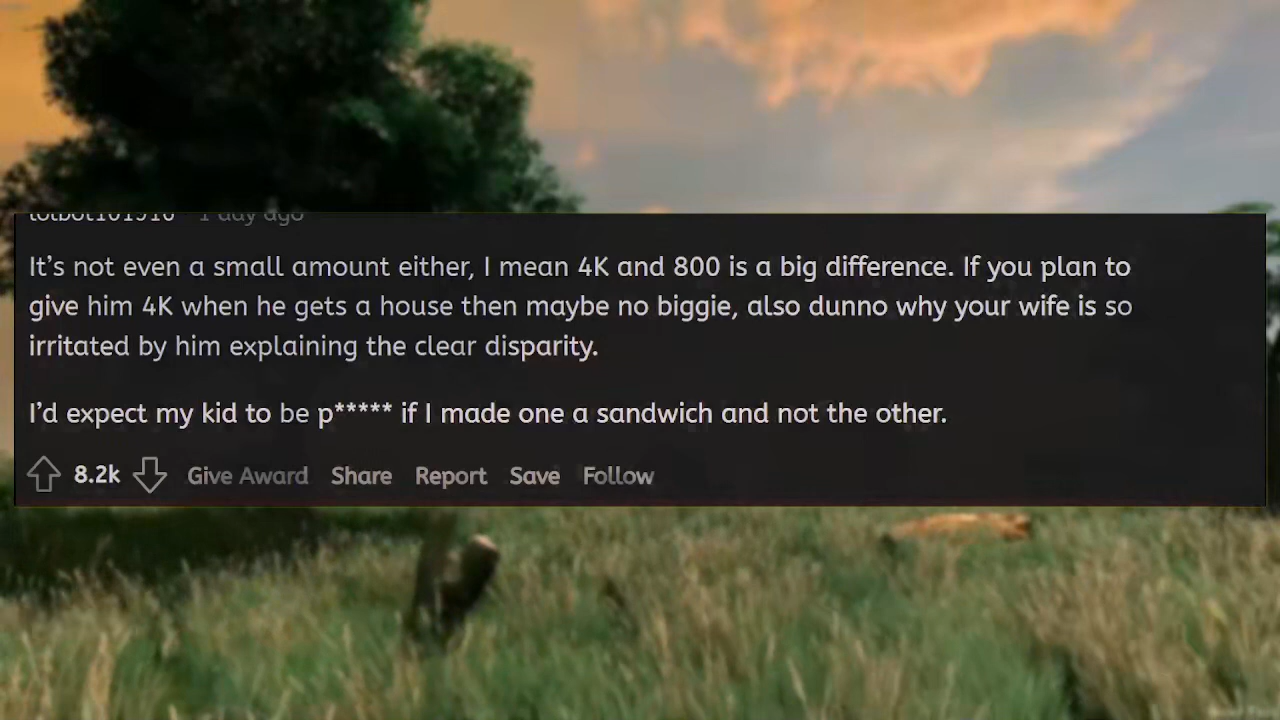 1 day ago
It's not even a small amount either, I mean 4K and 800 is a big difference. If you plan to
give him 4K when he gets a house then maybe no biggie, also dunno why your wife is so
irritated by him explaining the clear disparity.
I'd expect my kid to be p***** if I made one a sandwich and not the other.
8.2k Give Award Share Report Save Follow